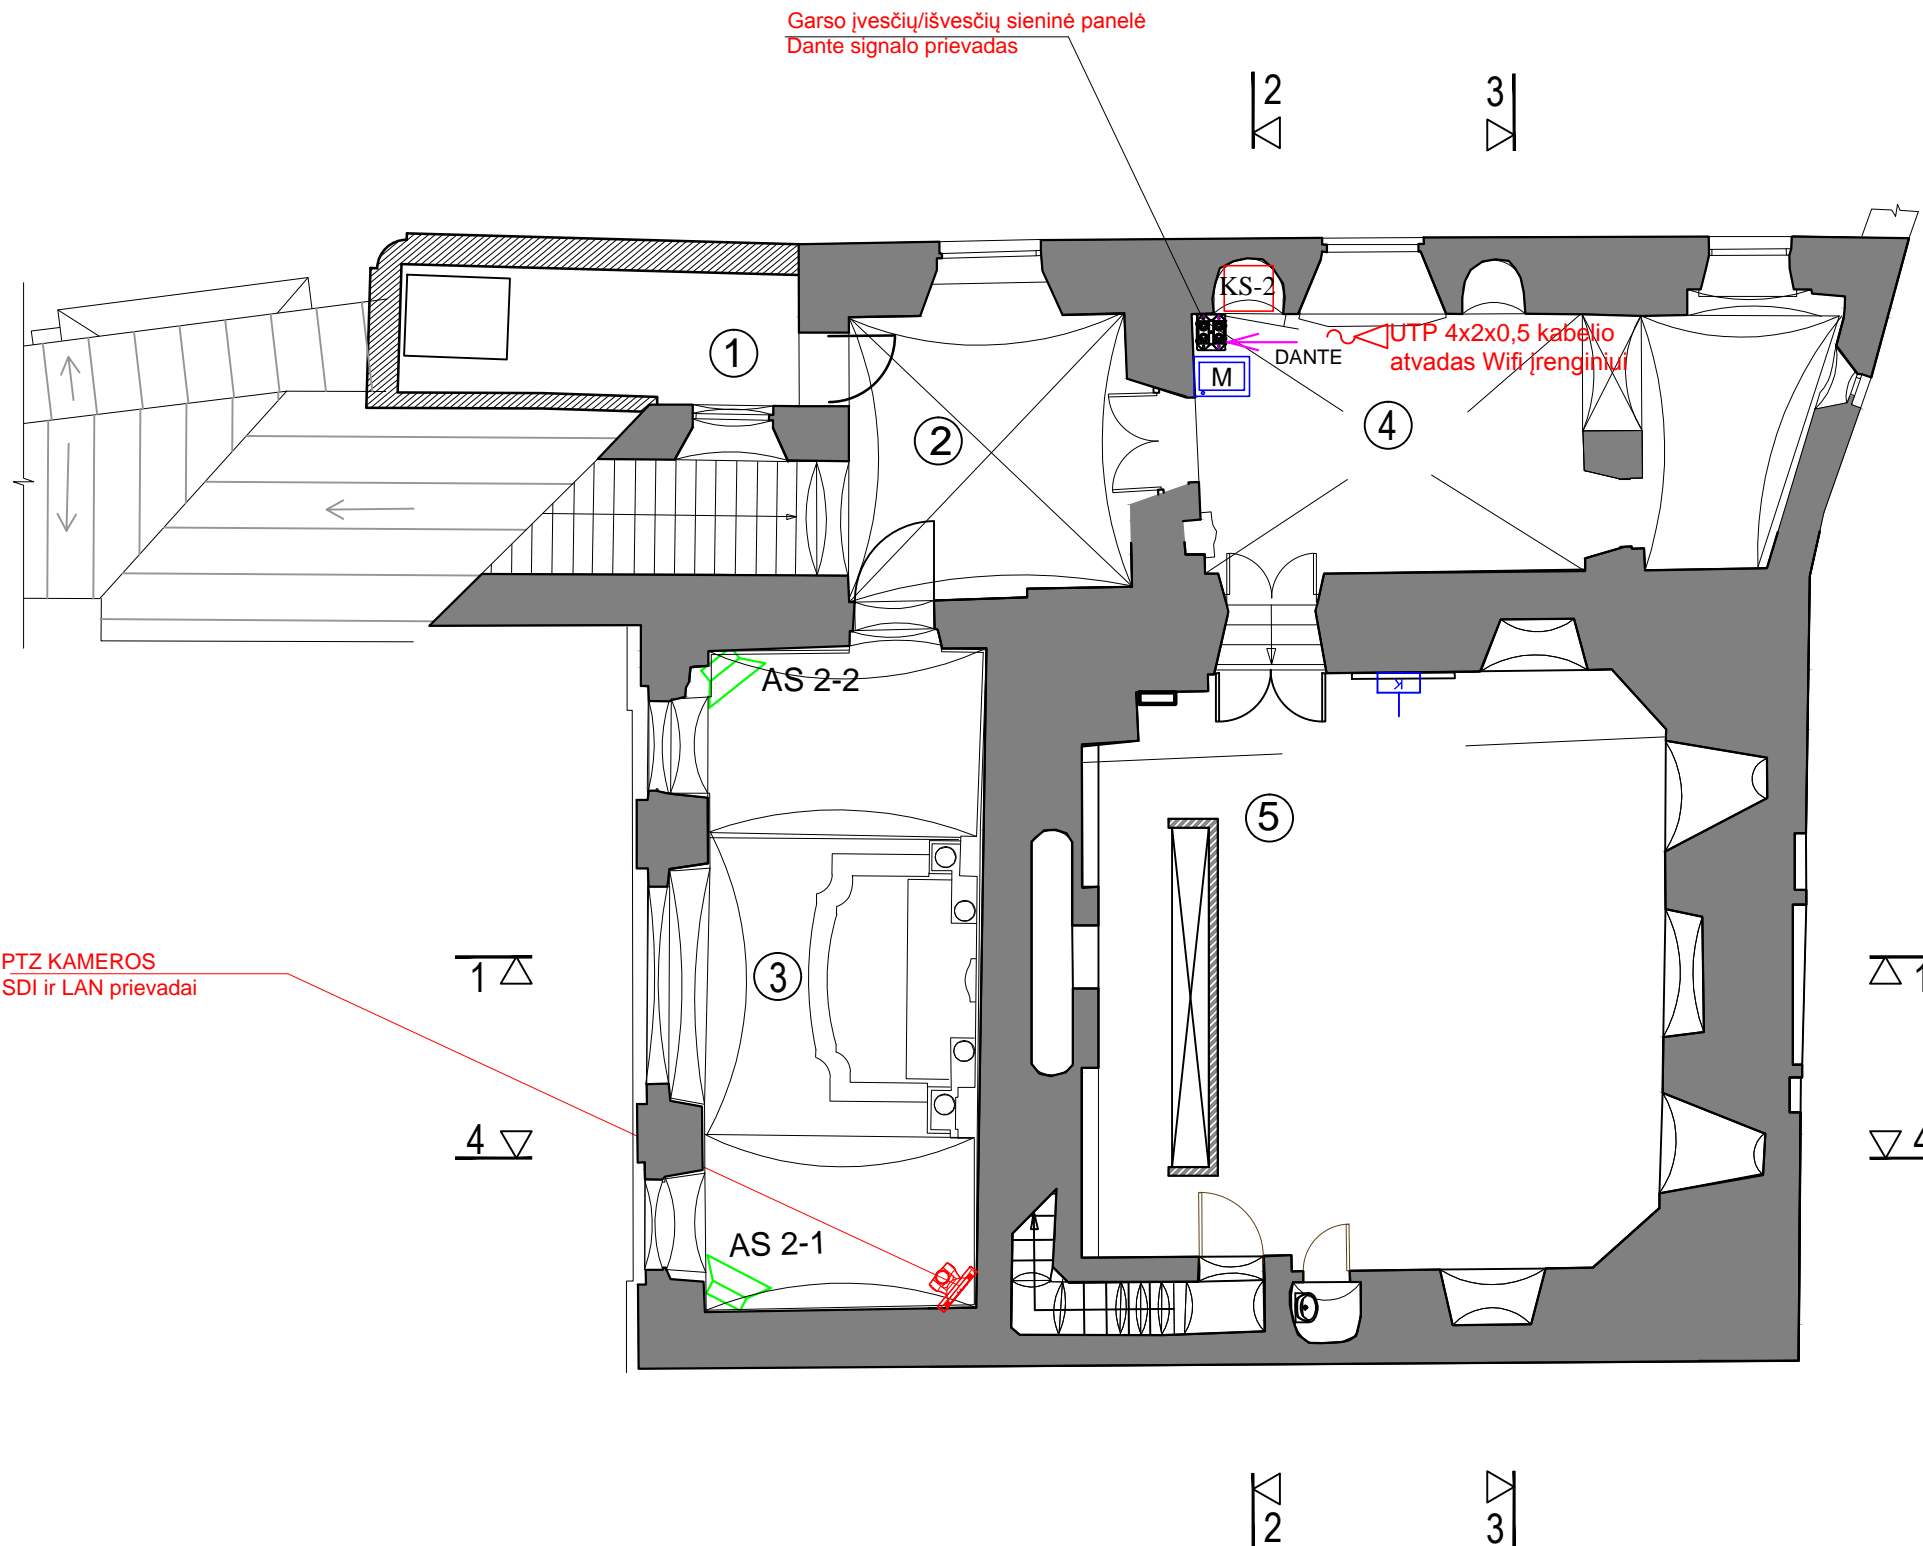 Garso įvesčių/išvesčių sieninė panelė
Dante signalo prievadas
2
3
KS-2
UTP 4x2x0,5 kabelio
atvadas Wifi įrenginiui
DANTE
M
1
2
4
AS 2-2
K
5
PTZ KAMEROS
SDI ir LAN prievadai
1
3
1
4
4
AS 2-1
2
3